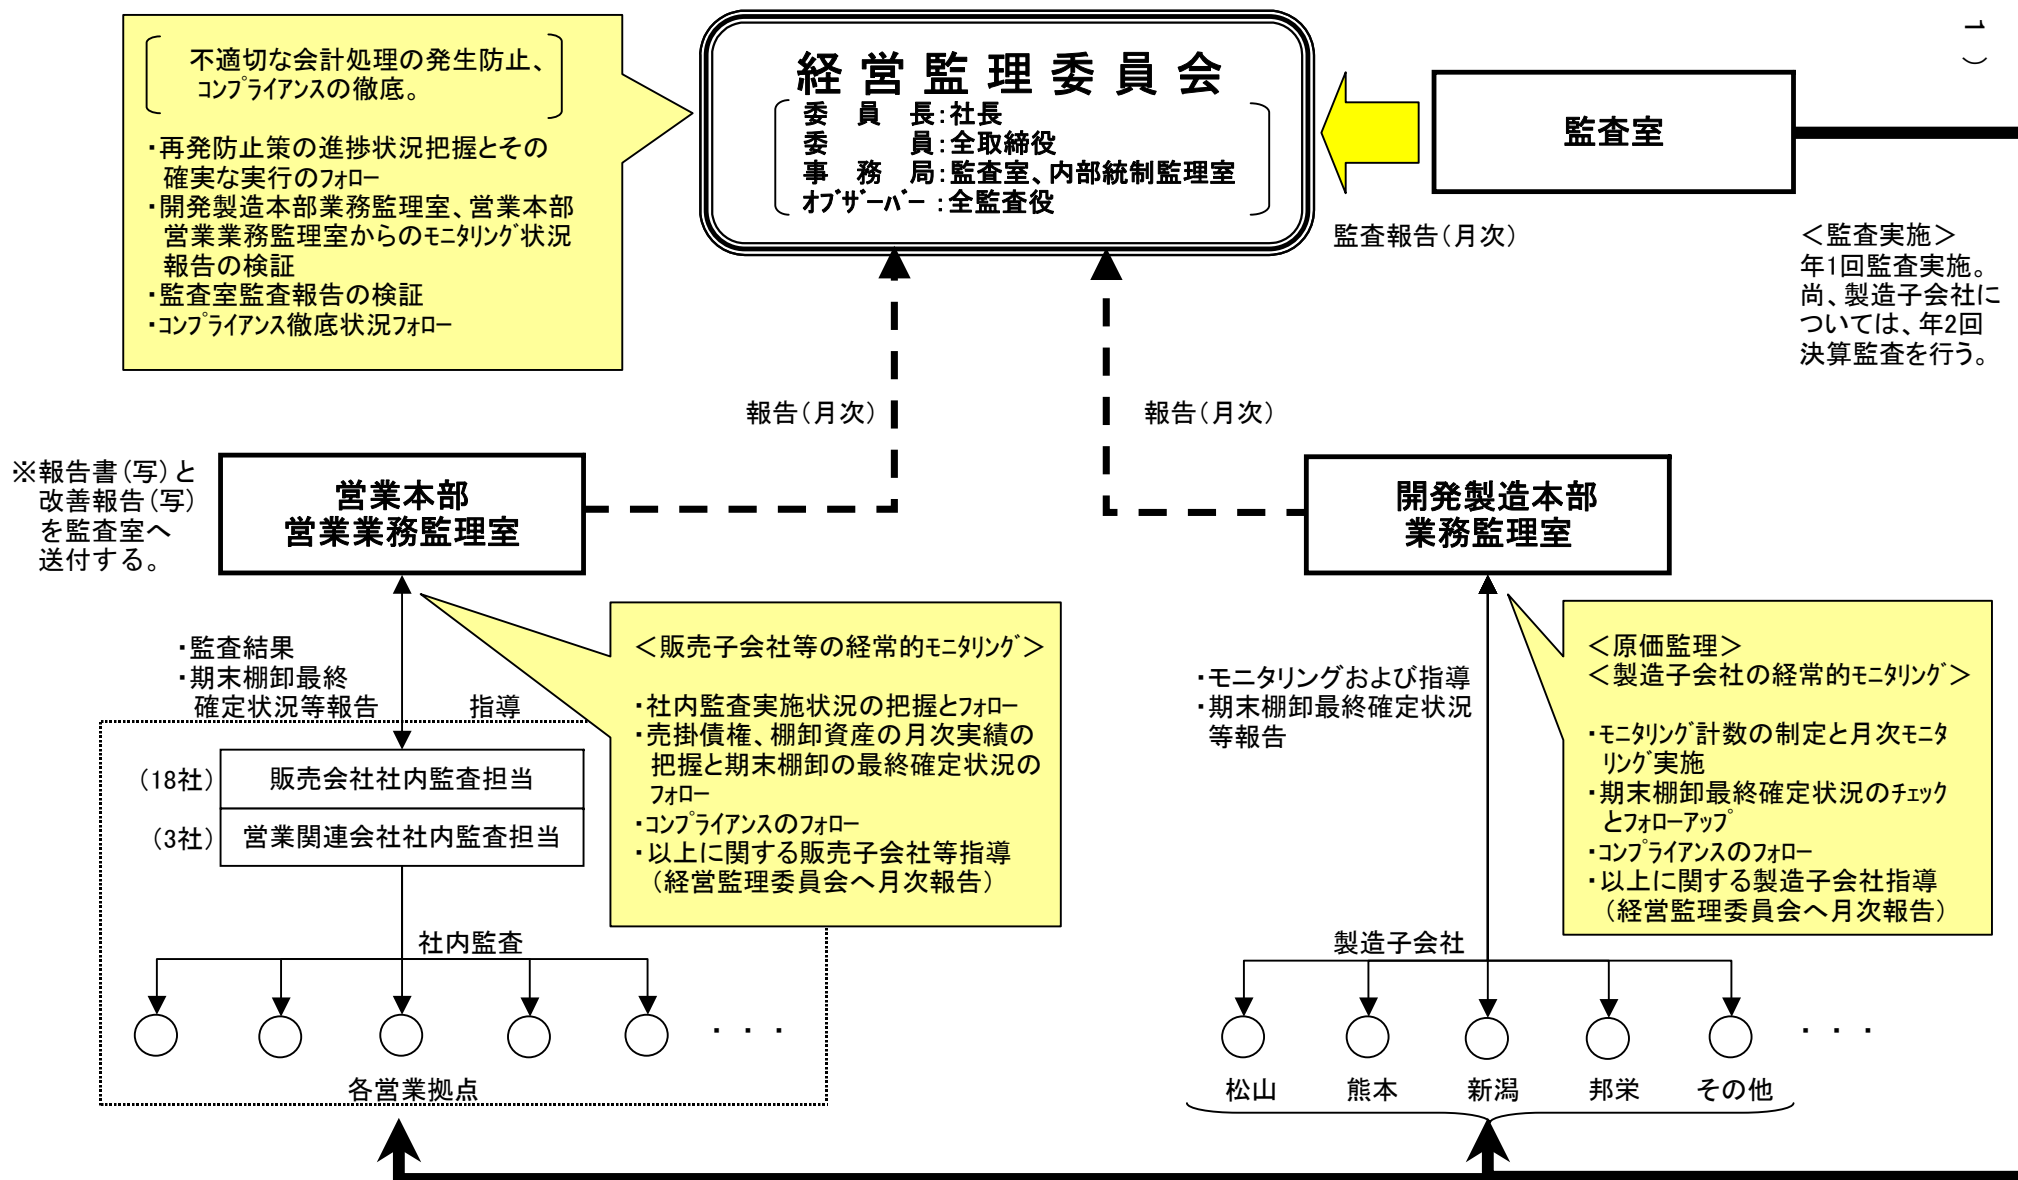 不適切な会計処理の発生防止、
コンプライアンスの徹底。
・再発防止策の進捗状況把握とその
確実な実行のフォロー
・開発製造本部業務監理室、営業本部
営業業務監理室からのモニタリング状況
報告の検証
・監査室監査報告の検証
・コンプライアンス徹底状況フォロー
経営監理委員会
委員長:社長
委員:全取締役
事務局:監査室、内部統制監理室
オブザーバー:全監査役
監査室
1)
監査報告(月次)
<監査実施>
年1回監査実施。
尚、製造子会社に
ついては、年2回
決算監査を行う。
報告(月次)
報告(月次)
※報告書(写)と
改善報告(写)
を監査室へ
送付する。
営業本部
営業業務監理室
開発製造本部
業務監理室
・監査結果
・期末棚卸最終
確定状況等報告
指導
<販売子会社等の経常的モニタリング>
・社内監査実施状況の把握とフォロー
・売掛債権、棚卸資産の月次実績の
把握と期末棚卸の最終確定状況の
フォロー
・コンプライアンスのフォロー
・以上に関する販売子会社等指導
(経営監理委員会へ月次報告)
・モニタリングおよび指導
・期末棚卸最終確定状況
等報告
<原価監理>
<製造子会社の経常的モニタリング>
・モニタリング計数の制定と月次モニタ
リング実施
・期末棚卸最終確定状況のチェック
とフォローアップ
・コンプライアンスのフォロー
・以上に関する製造子会社指導
(経営監理委員会へ月次報告)
(18社)
販売会社社内監査担当
(3社)
営業関連会社社内監査担当
社内監査
・・・
各営業拠点
製造子会社
・・・
松山 熊本 新潟 邦栄 その他